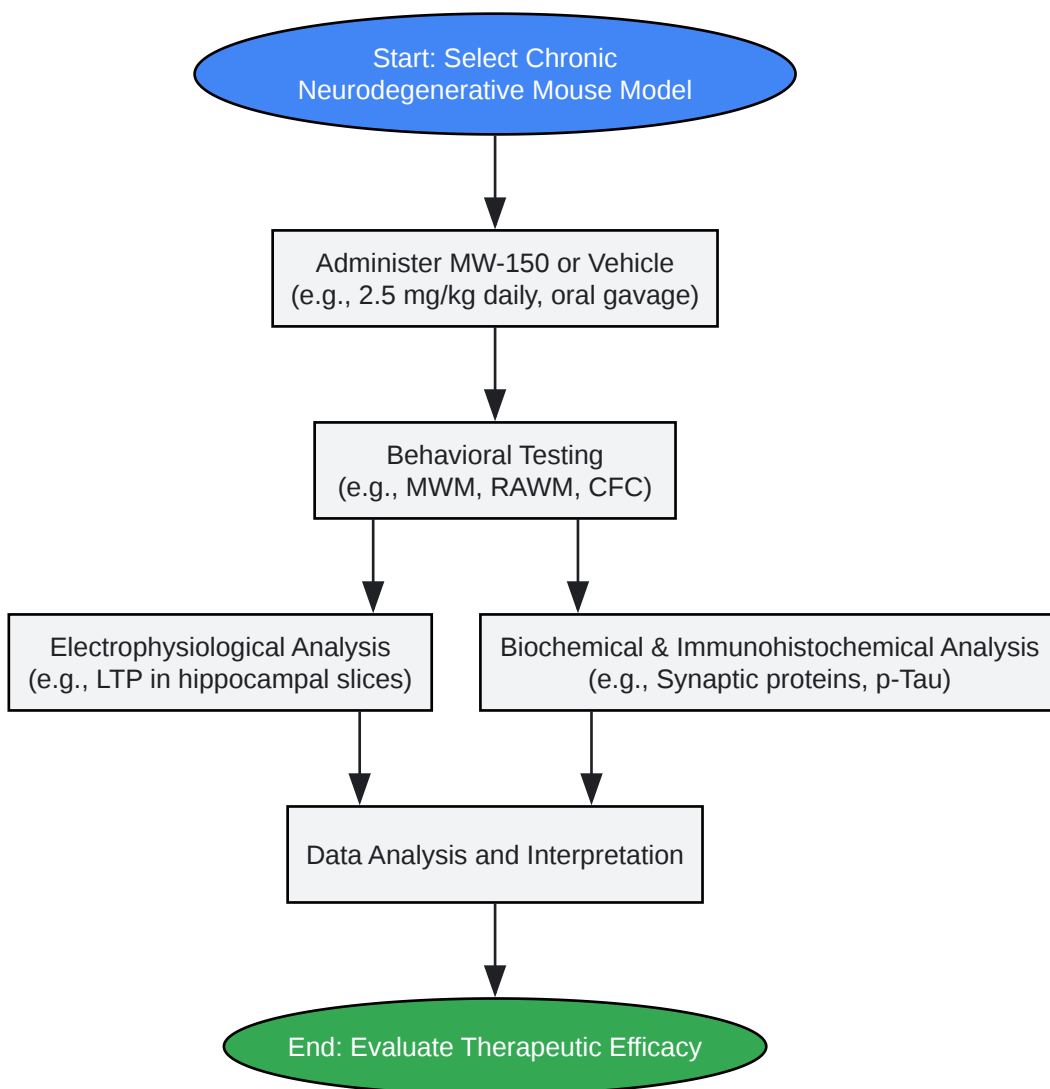 Start: Select Chronic
Neurodegenerative Mouse Model
Administer MW-150 or Vehicle
(e.g., 2.5 mg/kg daily, oral gavage)
Behavioral Testing
(e.g., MWM, RAWM, CFC)
Electrophysiological Analysis
(e.g., LTP in hippocampal slices)
Biochemical & Immunohistochemical Analysis
(e.g., Synaptic proteins, p-Tau)
Data Analysis and Interpretation
End: Evaluate Therapeutic Efficacy